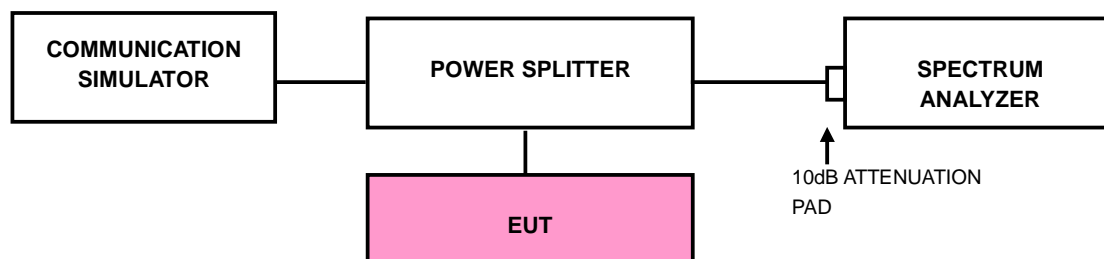 COMMUNICATION
SIMULATOR
POWER SPLITTER
SPECTRUM
ANALYZER
10dB ATTENUATION
PAD
EUT